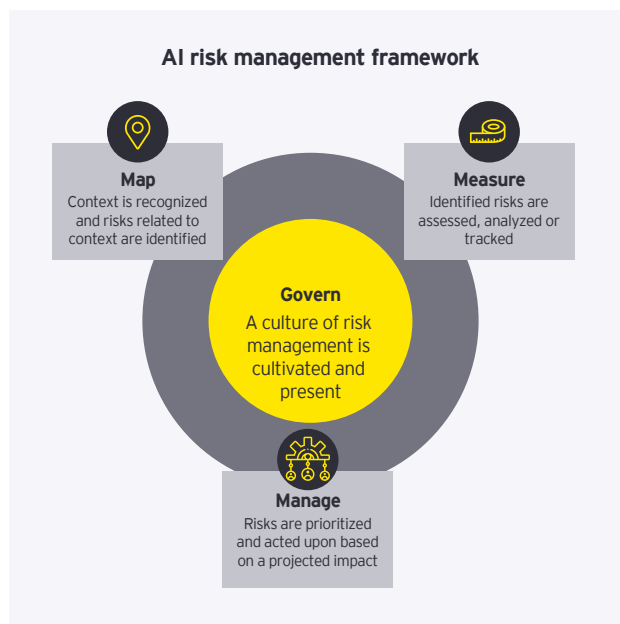 AI risk management framework
Map
Context is recognized
and risks related to
context are identified
Measure
Identified risks are
assessed, analyzed or
tracked
Govern
A culture of risk
management is
cultivated and
present
Manage
Risks are prioritized
and acted upon based
on a projected impact